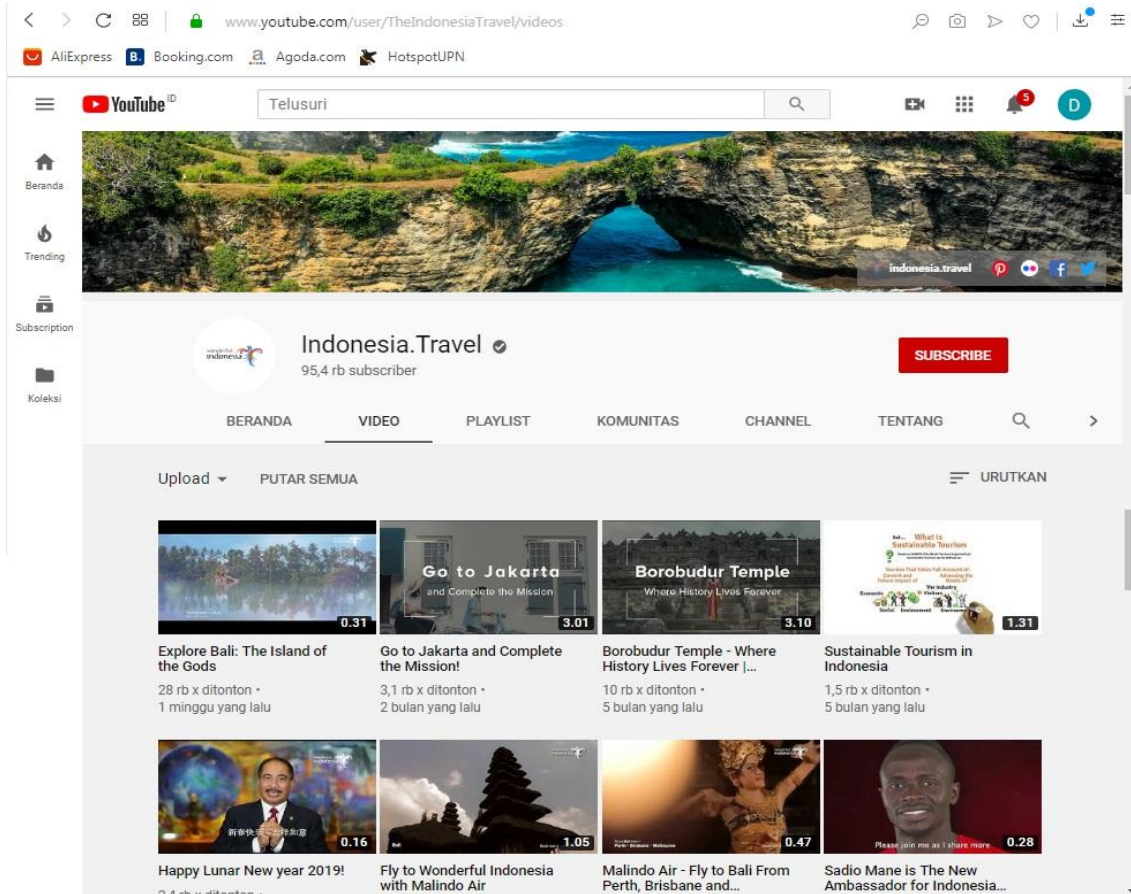 www.youtube.com/user/TheIndonesiaTravel/videos
AliExpress B. Booking.com a Agoda.com HotspotUPN
YouTube ID Telusuri 5 D
Beranda
Trending
Subscription
Koleksi
indonesia.travel
wonderful indonesia
Indonesia.Travel
95,4 rb subscriber
SUBSCRIBE
BERANDA VIDEO PLAYLIST KOMUNITAS CHANNEL TENTANG
Upload PUTAR SEMUA URUTKAN
0.31
Go to Jakarta
and Complete the Mission
3.01
Borobudur Temple
Where History Lives Forever
3.10
What is
Sustainable Tourism
1.31
Explore Bali: The Island of
the Gods
28 rb x ditonton •
1 minggu yang lalu
Go to Jakarta and Complete
the Mission!
3,1 rb x ditonton •
2 bulan yang lalu
Borobudur Temple - Where
History Lives Forever |...
10 rb x ditonton •
5 bulan yang lalu
Sustainable Tourism in
Indonesia
1,5 rb x ditonton •
5 bulan yang lalu
0.16
Bali
1.05
0.47
Please join me as I share more
0.28
Happy Lunar New year 2019!
Fly to Wonderful Indonesia
with Malindo Air
Malindo Air - Fly to Bali From
Perth, Brisbane and...
Sadio Mane is The New
Ambassador for Indonesia...